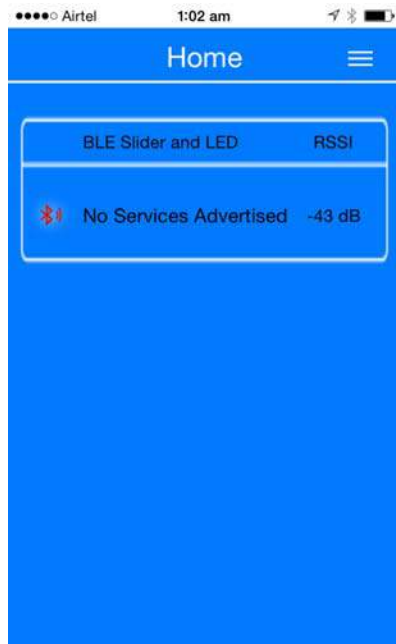 Airtel 1:02 am
Home
BLE Slider and LED RSSI
No Services Advertised -43 dB